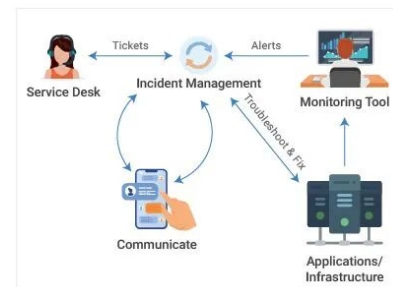 Tickets
Alerts
Service Desk
Incident Management
Monitoring Tool
Troubleshoot & Fix
Communicate
Applications/
Infrastructure